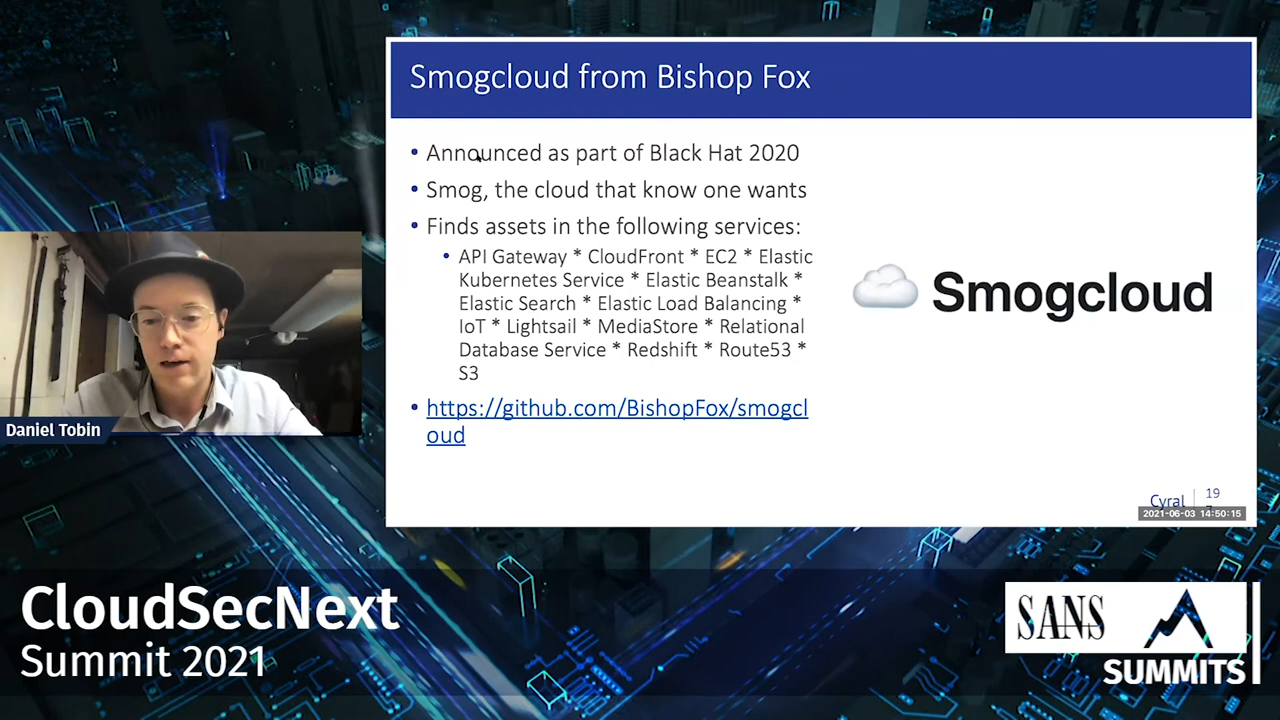 Smogcloud from Bishop Fox
• Announced as part of Black Hat 2020
• Smog, the cloud that know one wants
• Finds assets in the following services:
• API Gateway * CloudFront * EC2 * Elastic
Kubernetes Service * Elastic Beanstalk *
Elastic Search * Elastic Load Balancing *
IoT * Lightsail * MediaStore * Relational
Database Service * Redshift * Route53 *
S3
• https://github.com/BishopFox/smogcl
oud
Smogcloud
Cyral
19
2021-06-03 14:50:15
Daniel Tobin
CloudSecNext
Summit 2021
SANS
SUMMITS